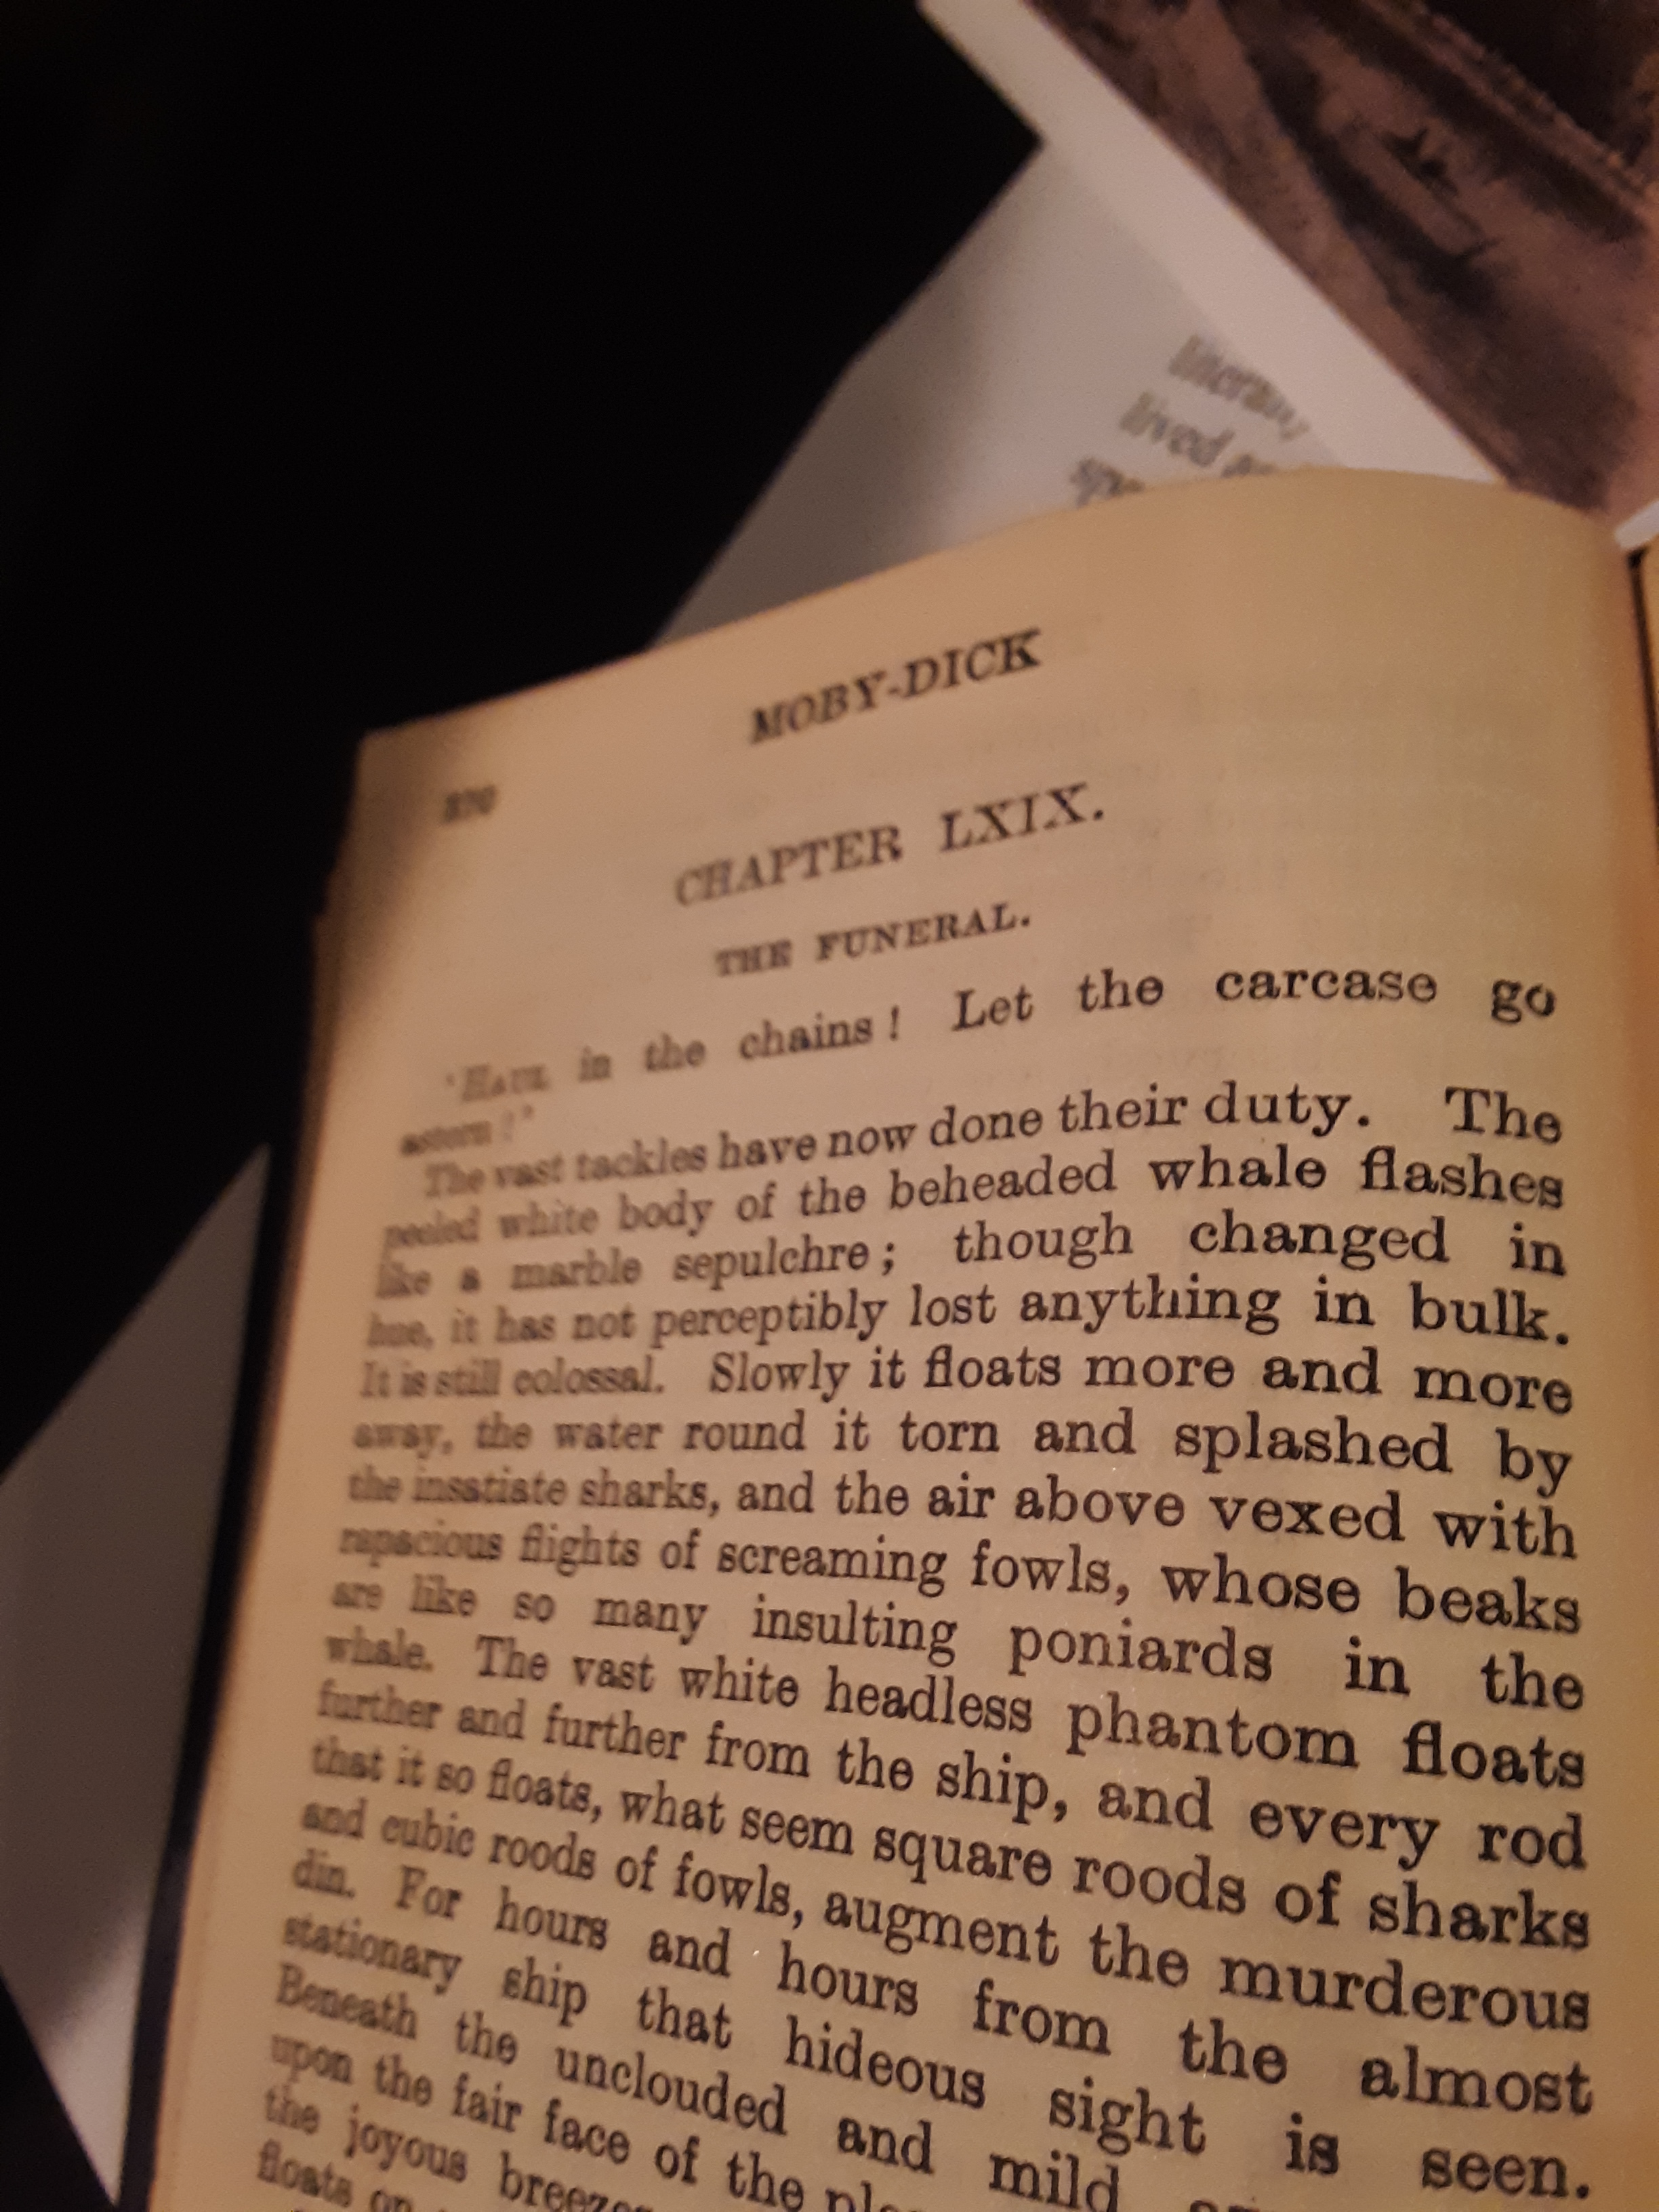 literary
lived
MOBY-DICK
370
CHAPTER LXIX.
THE FUNERAL.
'HAUL in the chains! Let the carcase go
astern!'
The vast tackles have now done their duty. The
peeled white body of the beheaded whale flashes
like a marble sepulchre; though changed in
hue, it has not perceptibly lost anything in bulk.
It is still colossal. Slowly it floats more and more
away, the water round it torn and splashed by
the insatiate sharks, and the air above vexed with
rapacious flights of screaming fowls, whose beaks
are like so many insulting poniards in the
whale. The vast white headless phantom floats
further and further from the ship, and every rod
that it so floats, what seem square roods of sharks
and cubic roods of fowls, augment the murderous
din. For hours and hours from the almost
stationary ship that hideous sight is seen.
Beneath the unclouded and mild
upon the fair face of the
the joyous
floats on